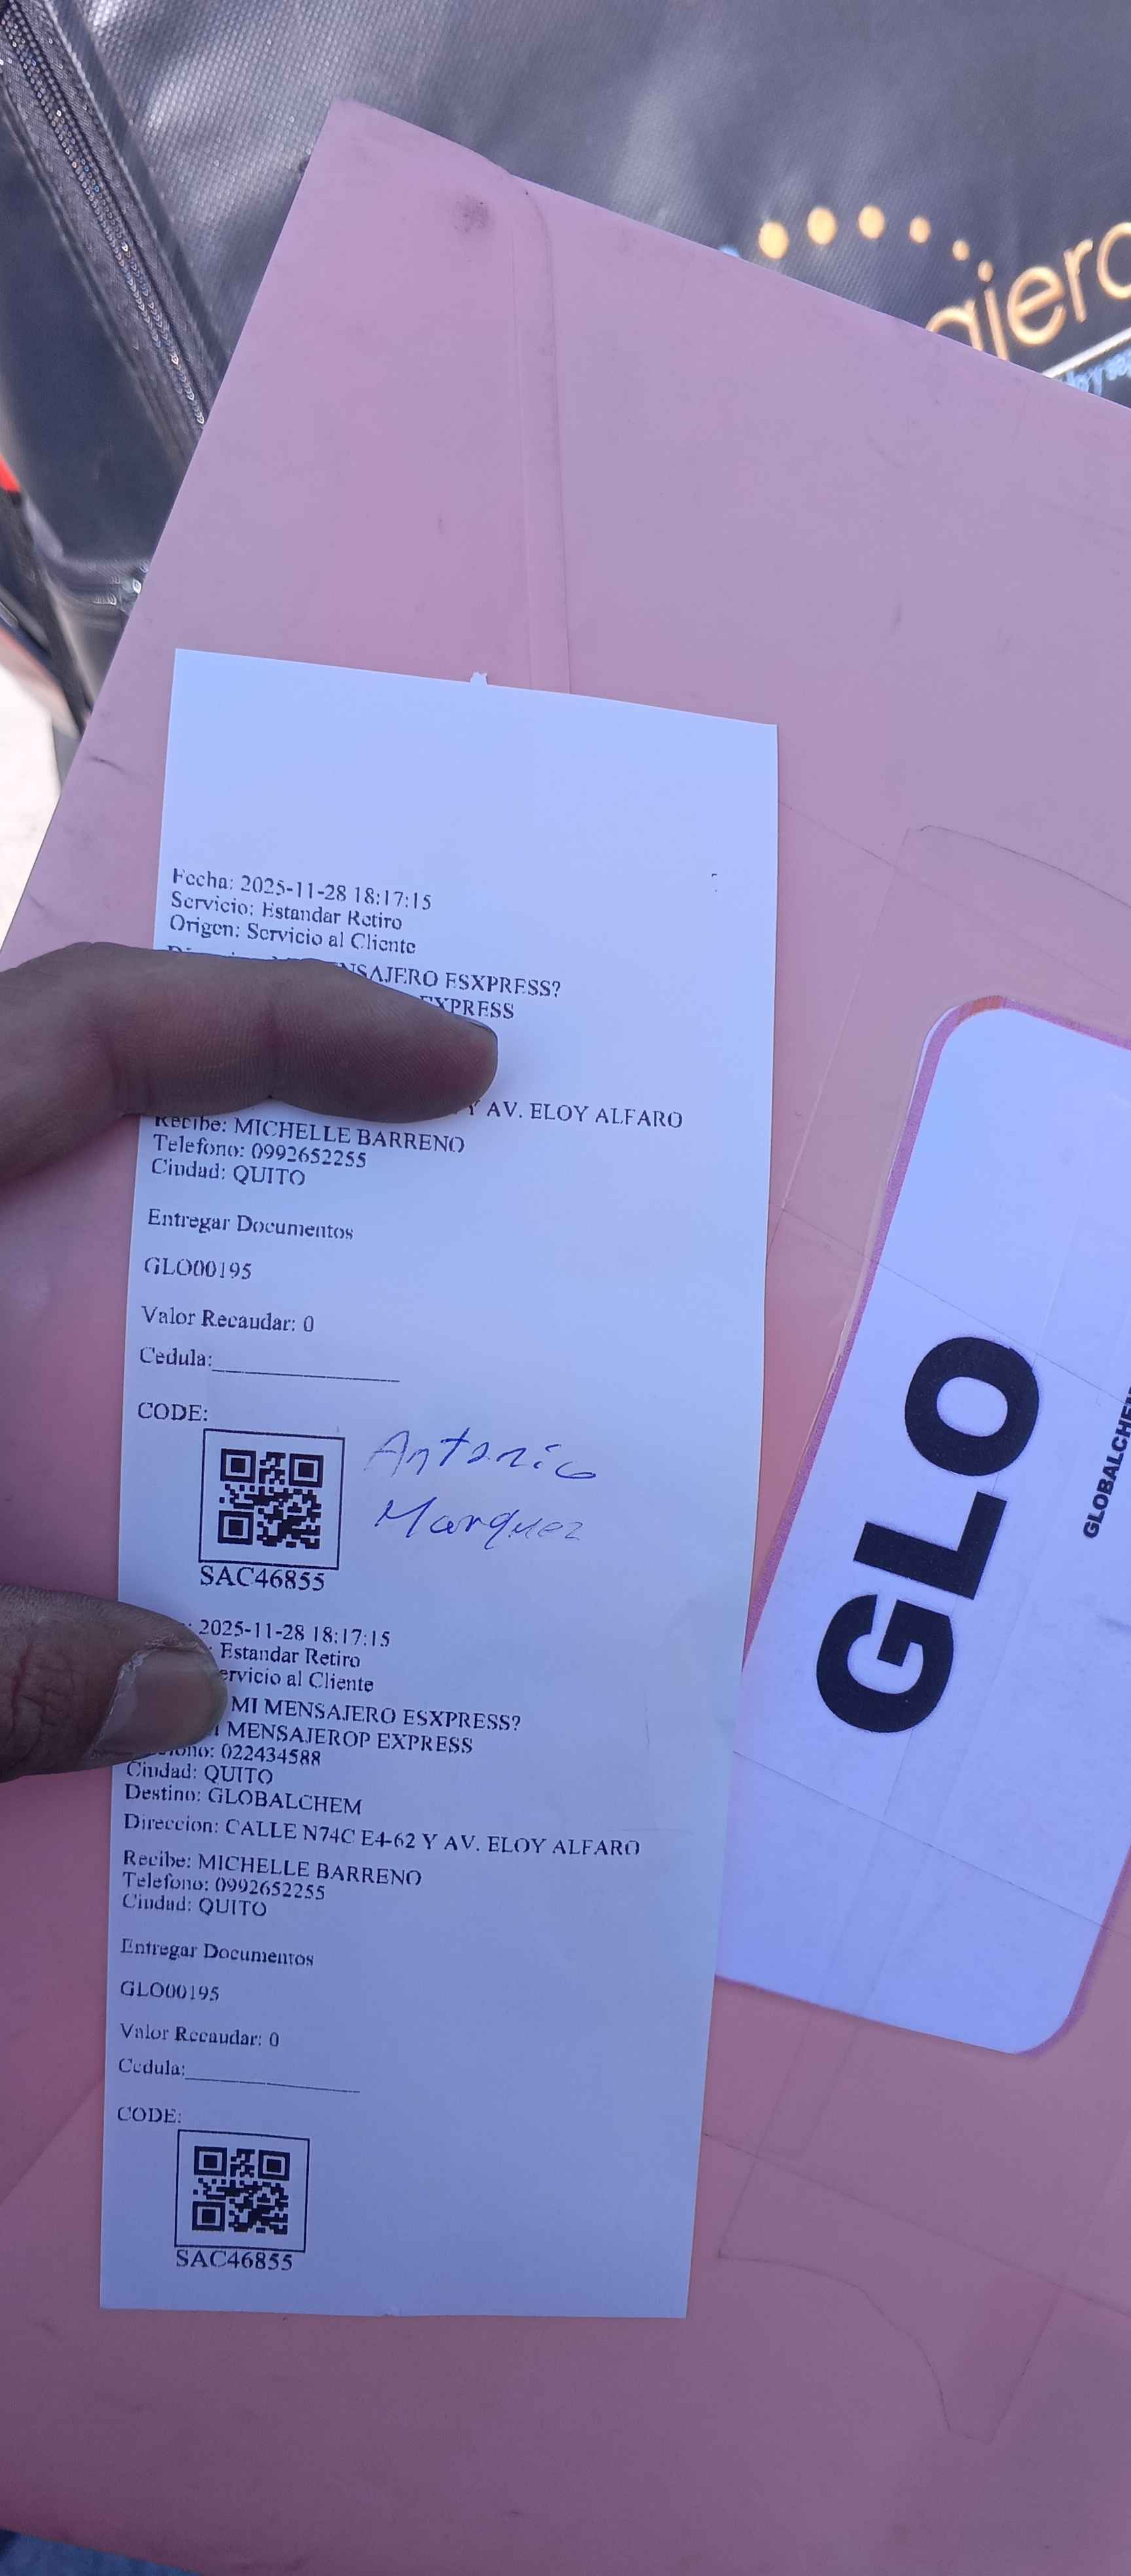 ajero
Fecha: 2025-11-28 18:17:15
Servicio: Estandar Retiro
Origen: Servicio al Cliente
ENSAJERO ESXPRESS?
EXPRESS
Y AV. ELOY ALFARO
Recibe: MICHELLE BARRENO
Telefono: 0992652255
Ciudad: QUITO
Entregar Documentos
GLO00195
Valor Recaudar: 0
Cedula:
CODE:
Antonio
Marquez
SAC46855
: 2025-11-28 18:17:15
: Estandar Retiro
ervicio al Cliente
MI MENSAJERO ESXPRESS?
MENSAJEROP EXPRESS
022434588
Ciudad: QUITO
Destino: GLOBALCHEM
Direccion: CALLE N74C E4-62 Y AV. ELOY ALFARO
Recibe: MICHELLE BARRENO
Telefono: 0992652255
Ciudad: QUITO
Entregar Documentos
GLO00195
Valor Recaudar: 0
Cedula:
CODE:
SAC46855
GLO
GLOBALCHE